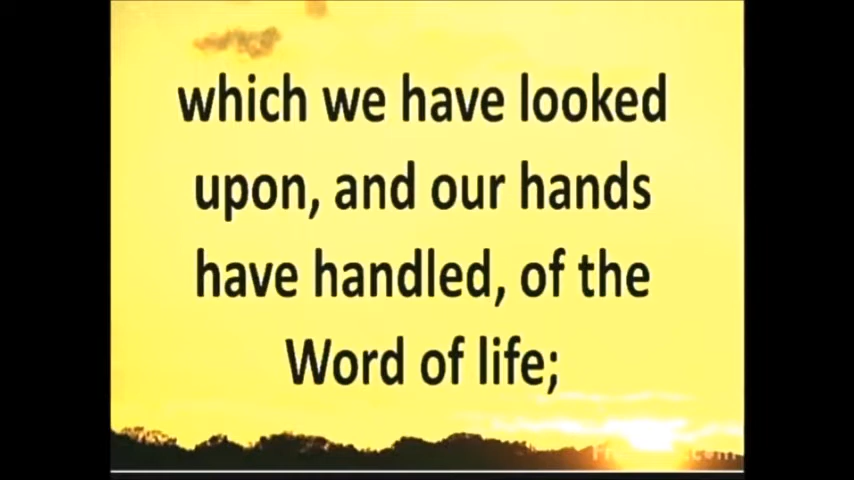 which we have looked
upon, and our hands
have handled, of the
Word of life;